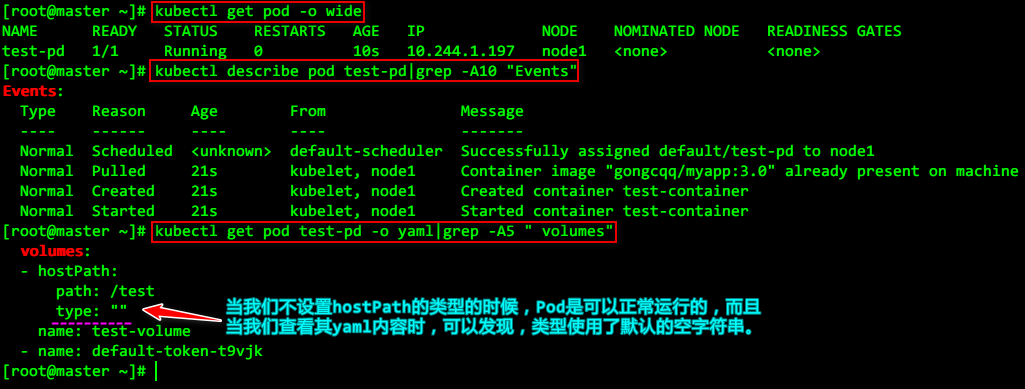 [root@master ~]# kubectl get pod -o wide
NAME      READY   STATUS    RESTARTS   AGE   IP             NODE    NOMINATED NODE   READINESS GATES
test-pd   1/1     Running   0          10s   10.244.1.197   node1   <none>           <none>
[root@master ~]# kubectl describe pod test-pd|grep -A10 "Events"
Events:
  Type    Reason     Age        From               Message
  ----    ------     ----       ----               -------
  Normal  Scheduled  <unknown>  default-scheduler  Successfully assigned default/test-pd to node1
  Normal  Pulled     21s        kubelet, node1     Container image "gongcqq/myapp:3.0" already present on machine
  Normal  Created    21s        kubelet, node1     Created container test-container
  Normal  Started    21s        kubelet, node1     Started container test-container
[root@master ~]# kubectl get pod test-pd -o yaml|grep -A5 " volumes"
  volumes:
  - hostPath:
      path: /test
      type: ""
当我们不设置hostPath的类型的时候，Pod是可以正常运行的，而且
当我们查看其yaml内容时，可以发现，类型使用了默认的空字符串。
    name: test-volume
  - name: default-token-t9vjk
[root@master ~]#